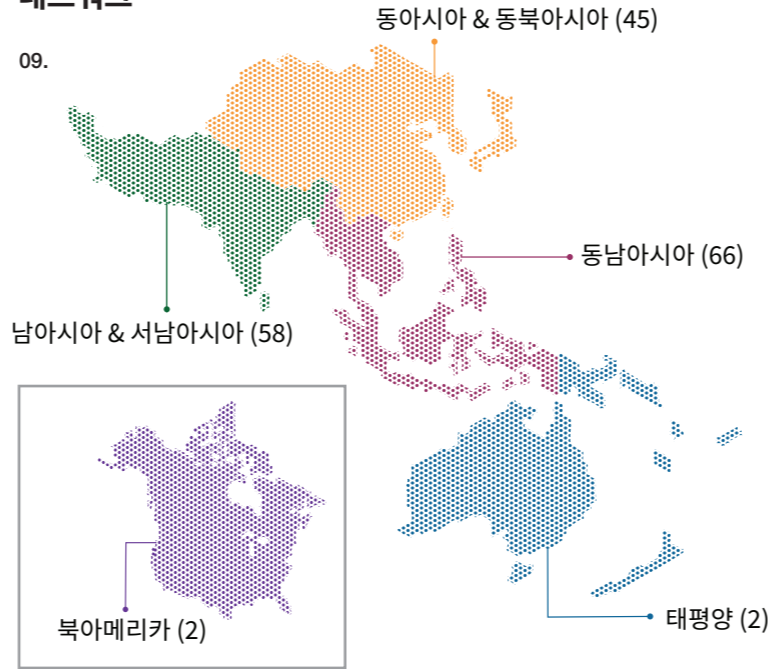 09.
동아시아 & 동북아시아 (45)
동남아시아 (66)
남아시아 & 서남아시아 (58)
북아메리카 (2)
태평양 (2)